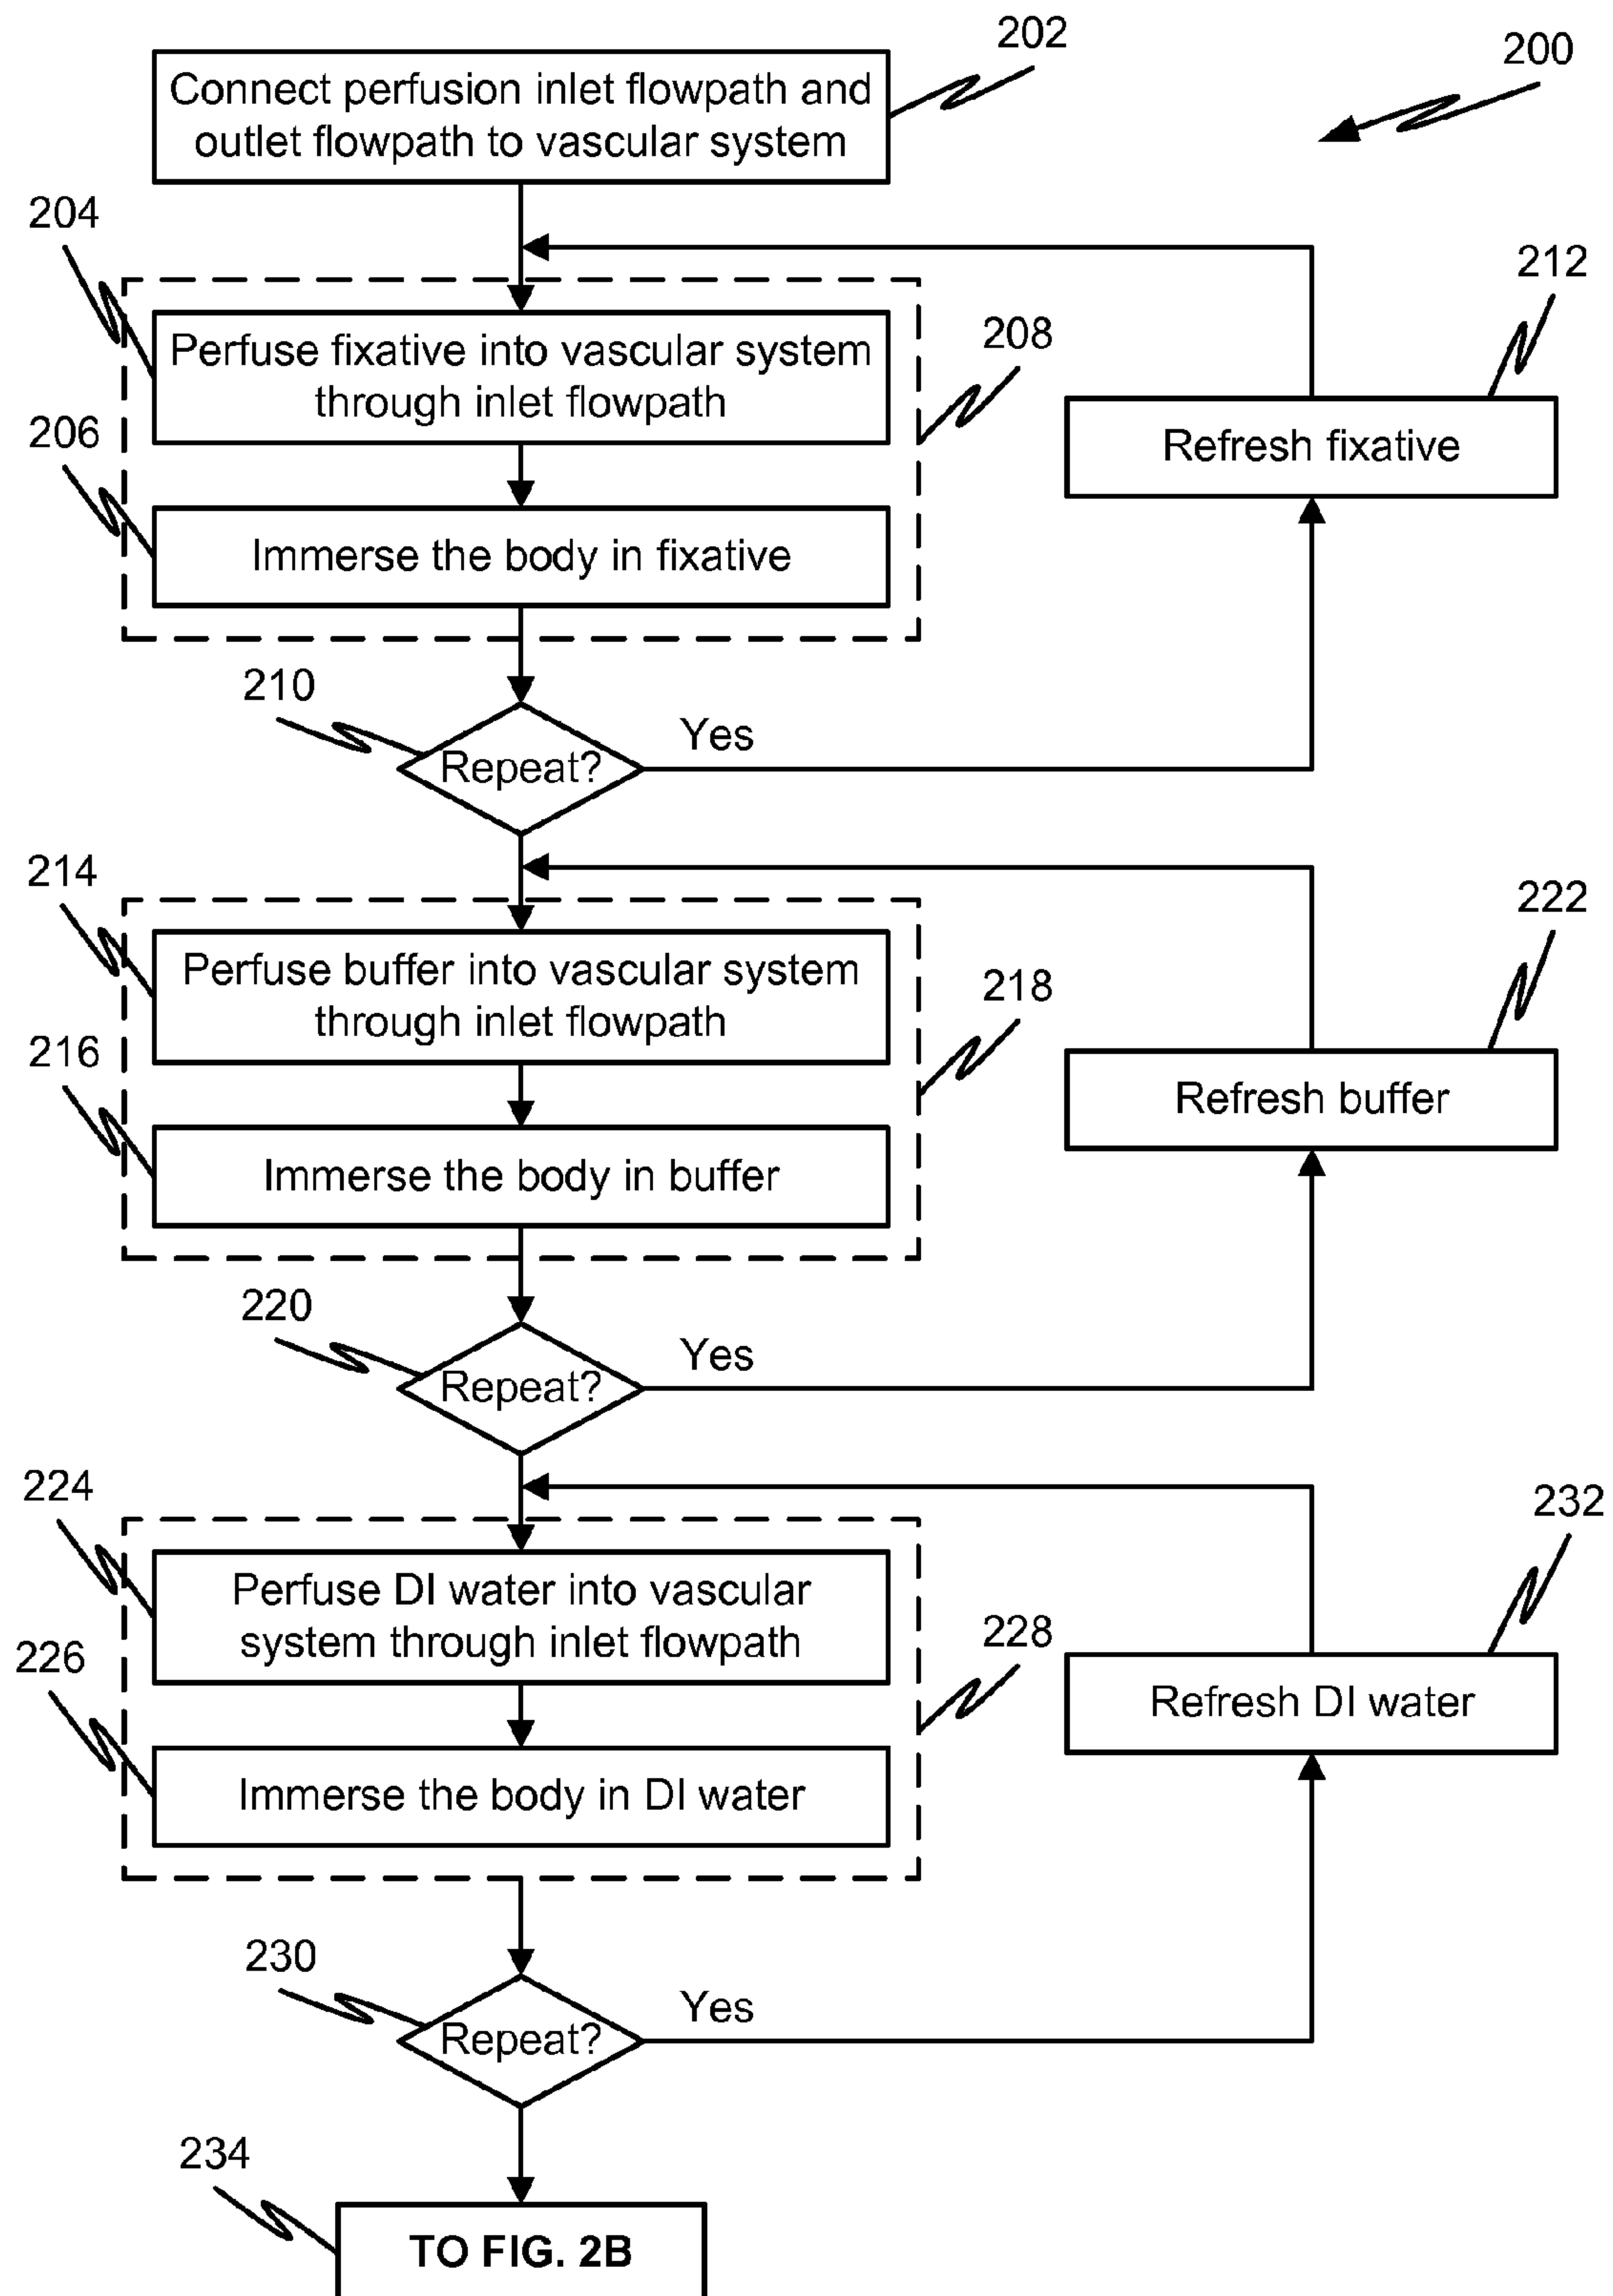 202
200
Connect perfusion inlet flowpath and
outlet flowpath to vascular system
204
212
208
Perfuse fixative into vascular system
through inlet flowpath
206
Refresh fixative
Immerse the body in fixative
210
Yes
Repeat?
214
222
218
Perfuse buffer into vascular system
through inlet flowpath
216
Refresh buffer
Immerse the body in buffer
220
Yes
Repeat?
224
232
228
Perfuse DI water into vascular
system through inlet flowpath
226
Refresh DI water
Immerse the body in DI water
230
Yes
Repeat?
234
TO FIG. 2B